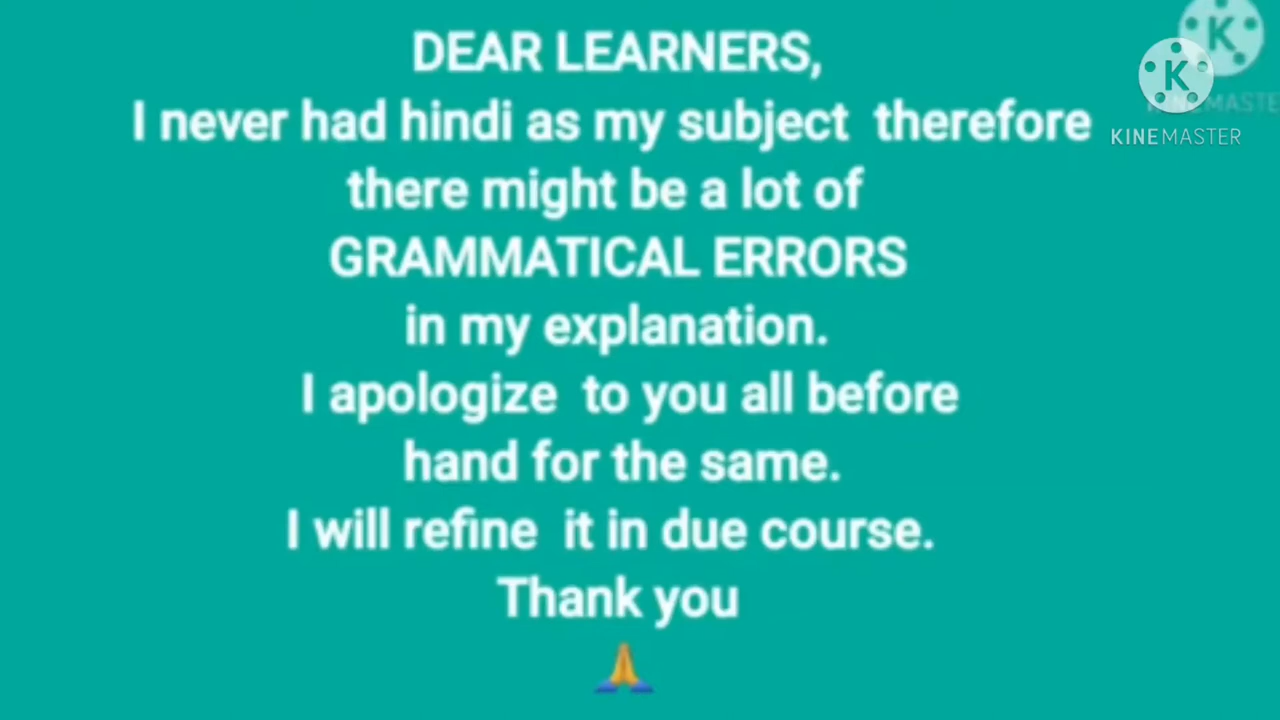 DEAR LEARNERS,
I never had hindi as my subject therefore
there might be a lot of
GRAMMATICAL ERRORS
in my explanation.
I apologize to you all before
hand for the same.
I will refine it in due course.
Thank you
🙏
K
KINEMASTER
K
KINEMASTE